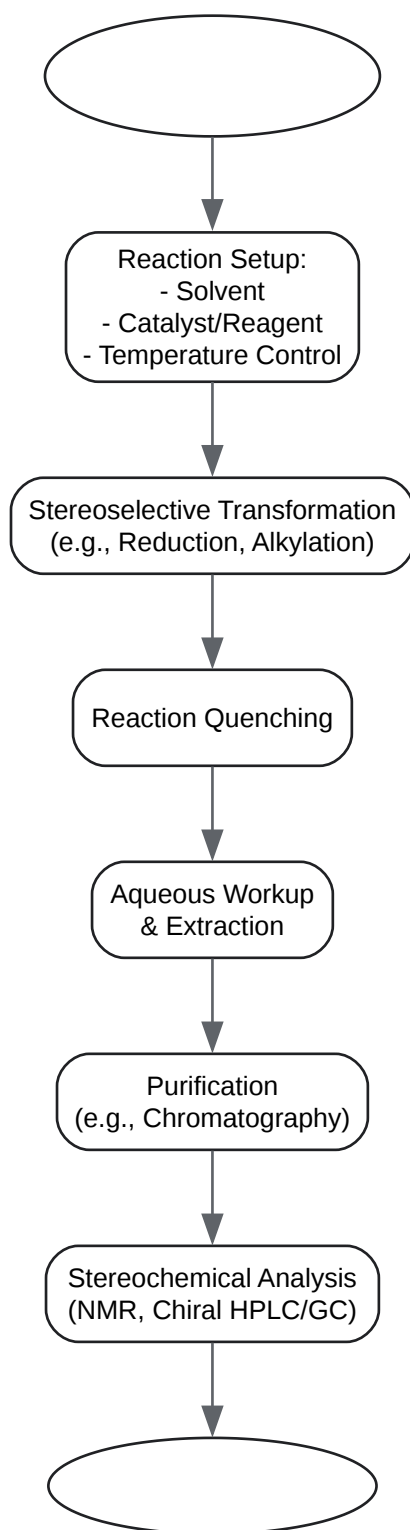 Reaction Setup:
- Solvent
- Catalyst/Reagent
- Temperature Control
Stereoselective Transformation
(e.g., Reduction, Alkylation)
Reaction Quenching
Aqueous Workup
& Extraction
Purification
(e.g., Chromatography)
Stereochemical Analysis
(NMR, Chiral HPLC/GC)